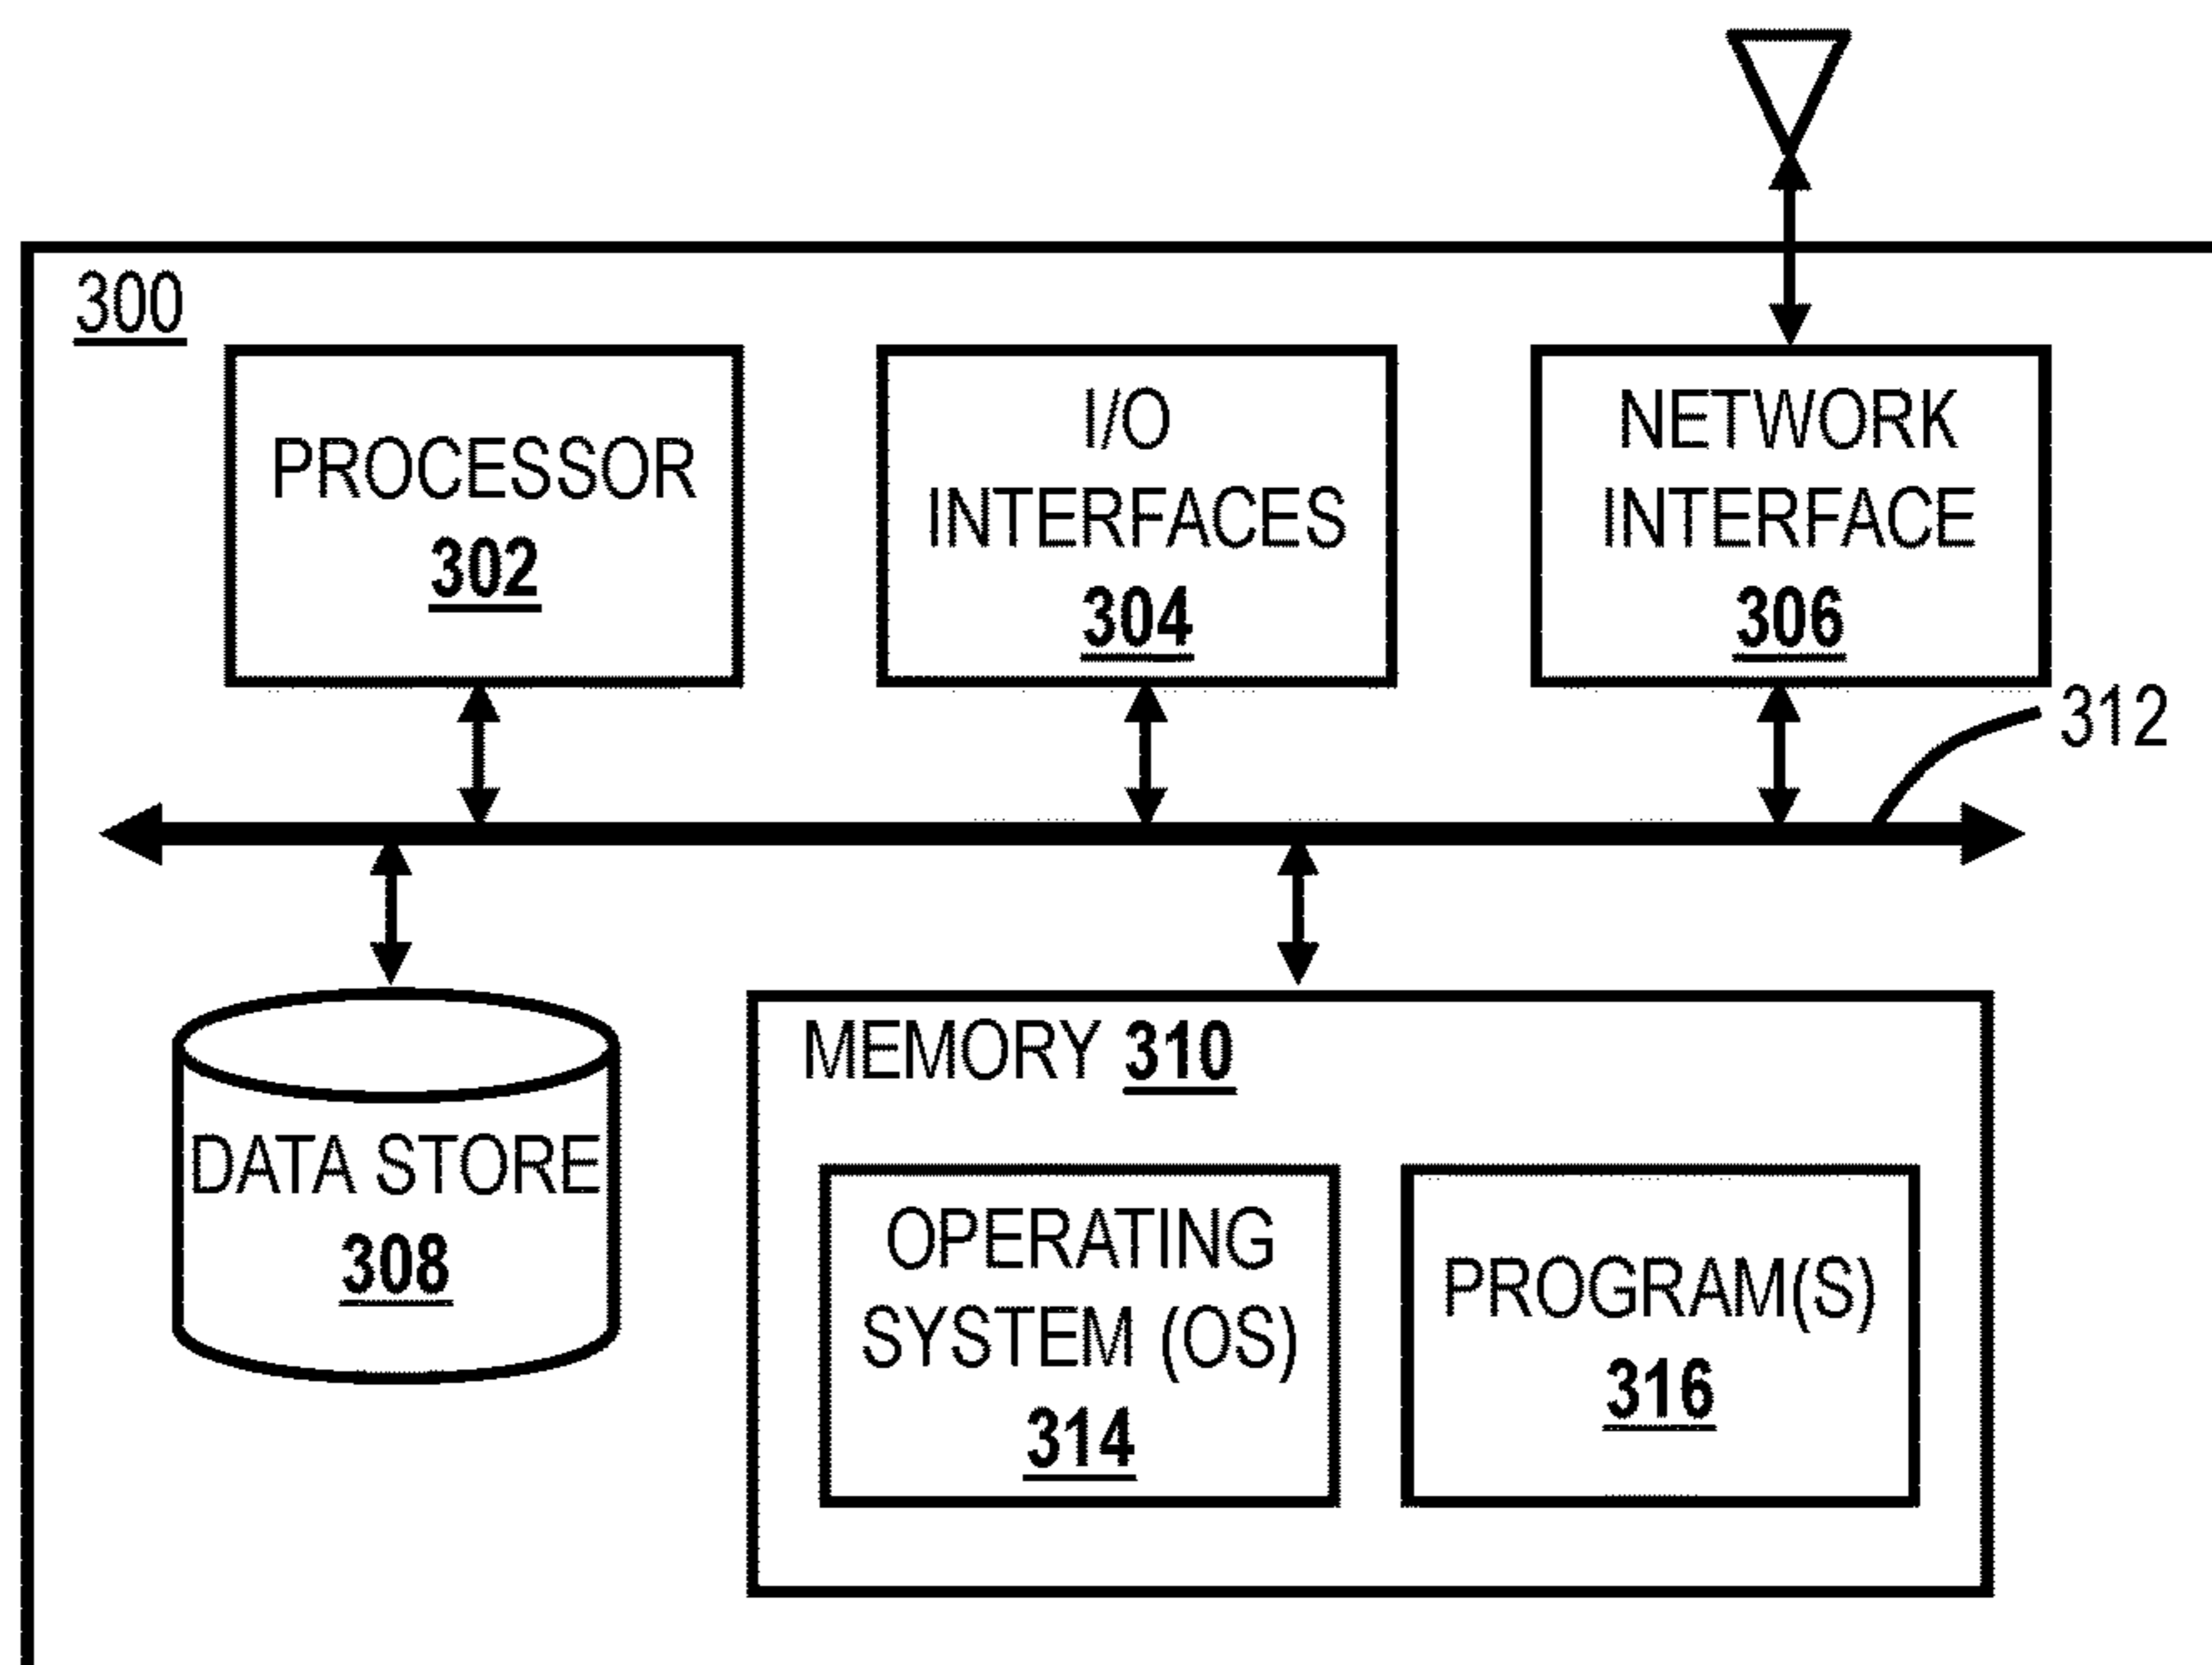 300
PROCESSOR
302
I/O
INTERFACES
304
NETWORK
INTERFACE
306
312
DATA STORE
308
MEMORY 310
OPERATING
SYSTEM (OS)
314
PROGRAM(S)
316